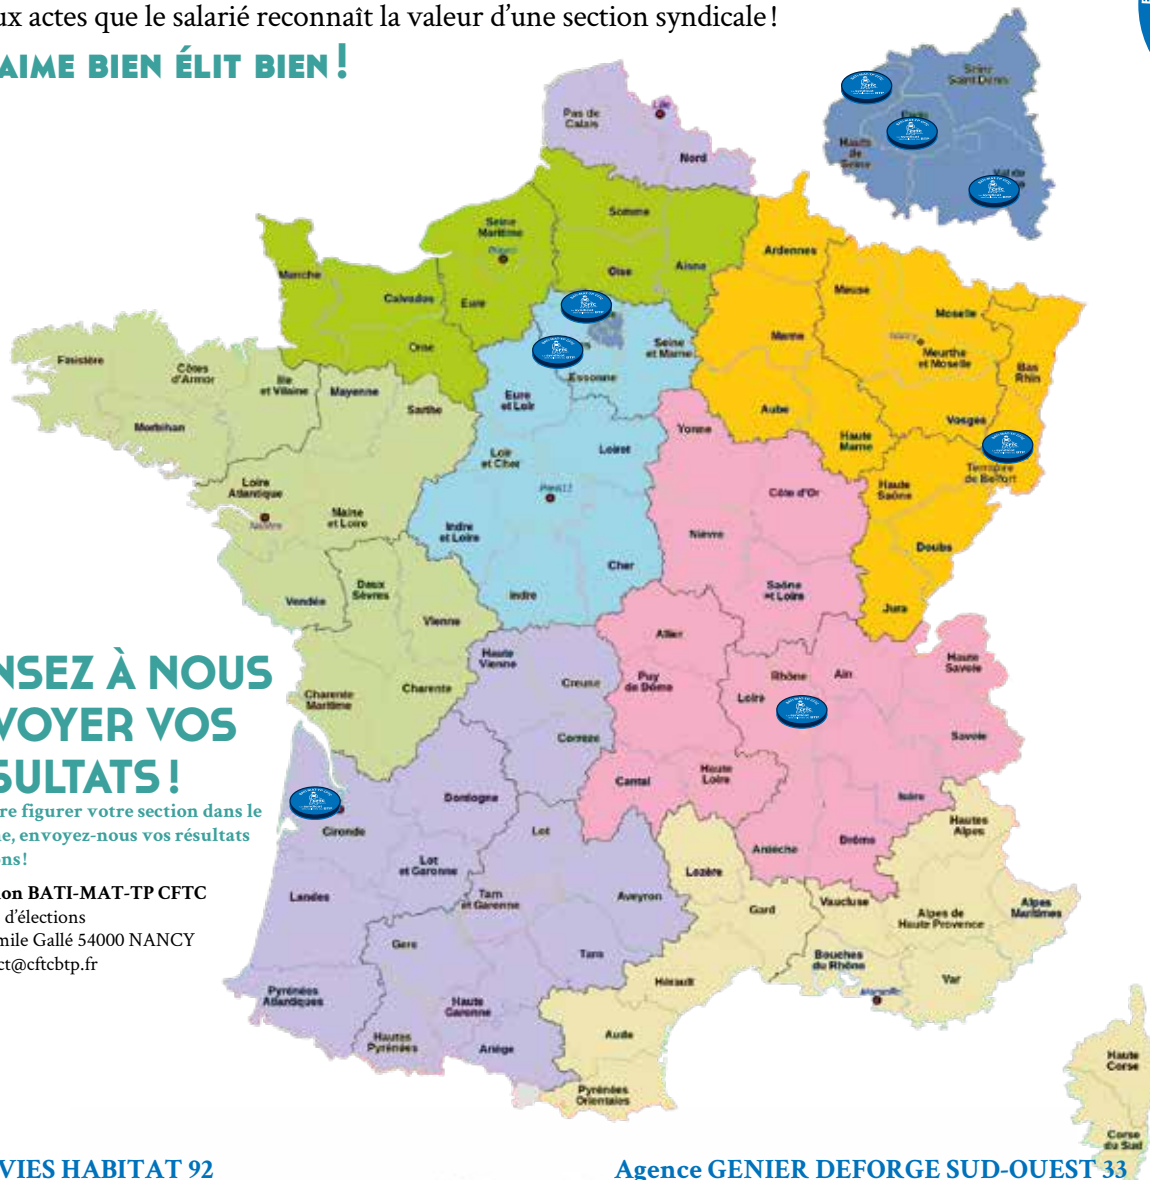 ux actes que le salarié reconnaît la valeur d’une section syndicale !
AIME BIEN ÉLIT BIEN !
Seine
Saint Denis
Hauts
de
Seine
Val de
Pas de
Calais
Lille
Nord
Somme
Seine
Maritime
Oise
Aisne
Ardennes
Manche
Calvados
Eure
Meuse
Moselle
Orne
Seine
et Marne
Marne
Nancy
Meurthe
et Moselle
Bas
Rhin
Finistère
Côtes
d'Armor
Ille
et Vilaine
Mayenne
Essonne
Eure
et Loir
Sarthe
Aube
Morbihan
Yonne
Haute
Marne
Vosges
Loir
et Cher
Loiret
Territoire
de Belfort
Loire
Atlantique
Nantes
Maine
et Loire
Côte d'Or
Haute
Saône
Indre
et Loire
Nièvre
Doubs
Cher
Vendée
Deux
Sèvres
Indre
Saône
et Loire
Jura
Vienne
Allier
Haute
Vienne
Creuse
Puy
de Dôme
Rhône
Loire
Ain
Haute
Savoie
NSEZ À NOUS
VOYER VOS
SULTATS !
Charente
Maritime
Charente
Corrèze
Savoie
Cantal
Haute
Loire
Isère
re figurer votre section dans le
e, envoyez-nous vos résultats
ns!
Dordogne
Gironde
Lot
Hautes
Alpes
Ardèche
Drôme
Lot
et Garonne
Lozère
on BATI-MAT-TP CFTC
d’élections
mile Gallé 54000 NANCY
ct@cftcbtp.fr
Landes
Tarn
et Garonne
Aveyron
Gard
Vaucluse
Alpes de
Haute Provence
Alpes
Maritimes
Gers
Tarn
Bouches
du Rhône
Var
Hérault
Marseille
Pyrénées
Atlantiques
Haute
Garonne
Hautes
Pyrénées
Ariège
Aude
Pyrénées
Orientales
Haute
Corse
Corse
du Sud
VIES HABITAT 92
Agence GENIER DEFORGE SUD-OUEST 33